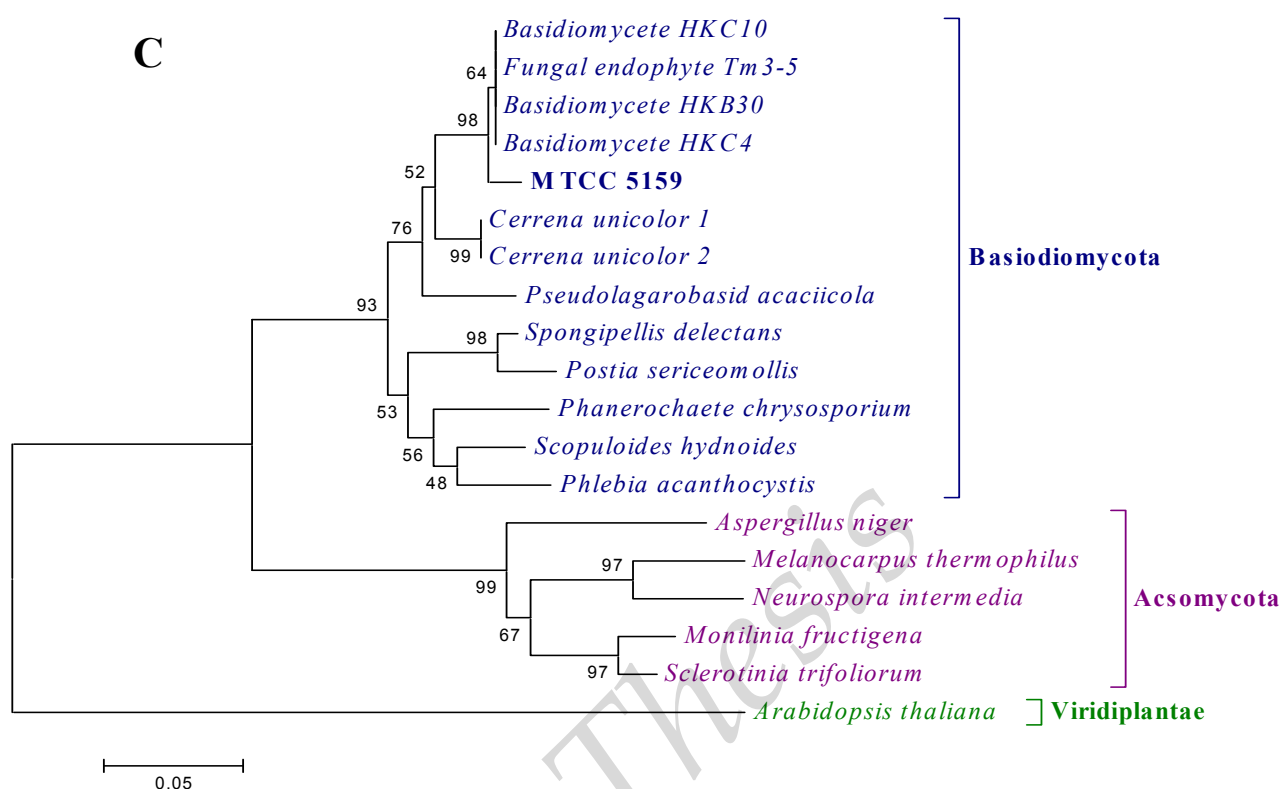 C
Basidiomycete HKC10
64
Fungal endophyte Tm3-5
Basidiomycete HKB30
98
Basidiomycete HKC4
52
MTCC 5159
76
Cerrena unicolor 1
99
Cerrena unicolor 2
Basiodiomycota
Pseudolagarobasid acaciicola
93
Spongipellis delectans
98
Postia sericeomollis
53
Phanerochaete chrysosporium
56
Scopuloides hydnoides
48
Phlebia acanthocystis
Aspergillus niger
97
Melanocarpus thermophilus
99
Neurospora intermedia
Acsomycota
67
Monilinia fructigena
97
Sclerotinia trifoliorum
Arabidopsis thaliana
Viridiplantae
0.05
Thesis